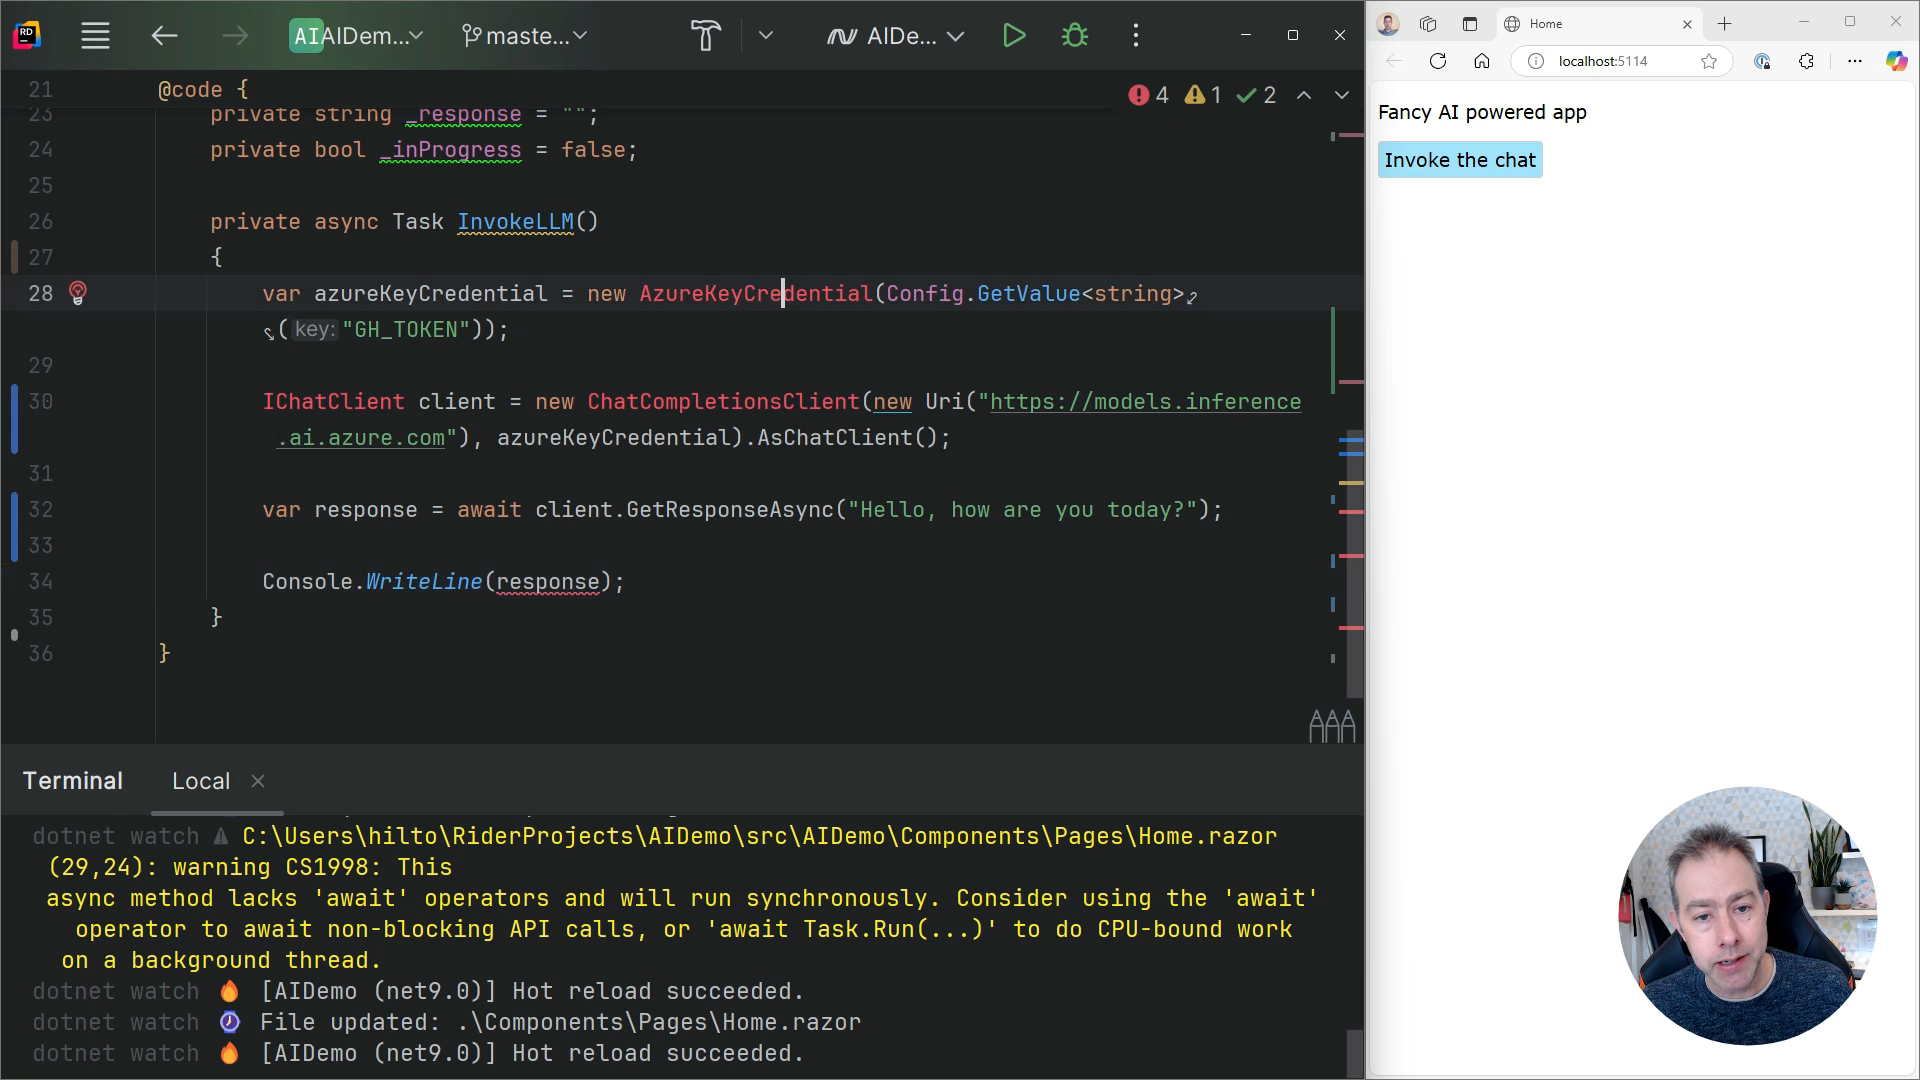 RD AI AIDem... maste... AIDe...
Home
localhost:5114
21 @code {
4 1 2
23 private string _response = "";
24 private bool _inProgress = false;
25
26 private async Task InvokeLLM()
27 {
28 var azureKeyCredential = new AzureKeyCredential(Config.GetValue<string>
(key: "GH_TOKEN"));
29
30 IChatClient client = new ChatCompletionsClient(new Uri("https://models.inference
.ai.azure.com"), azureKeyCredential).AsChatClient();
31
32 var response = await client.GetResponseAsync("Hello, how are you today?");
33
34 Console.WriteLine(response);
35 }
36 }
Fancy AI powered app
Invoke the chat
Terminal Local
dotnet watch ⚠ C:\Users\hilto\RiderProjects\AIDemo\src\AIDemo\Components\Pages\Home.razor
(29,24): warning CS1998: This
async method lacks 'await' operators and will run synchronously. Consider using the 'await'
operator to await non-blocking API calls, or 'await Task.Run(...)' to do CPU-bound work
on a background thread.
dotnet watch 🔥 [AIDemo (net9.0)] Hot reload succeeded.
dotnet watch ⌚ File updated: .\Components\Pages\Home.razor
dotnet watch 🔥 [AIDemo (net9.0)] Hot reload succeeded.